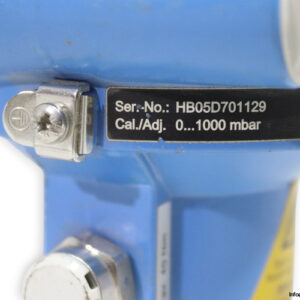 Ser.-No.: HB05D701129
Cal./Adj. 0...1000 mbar